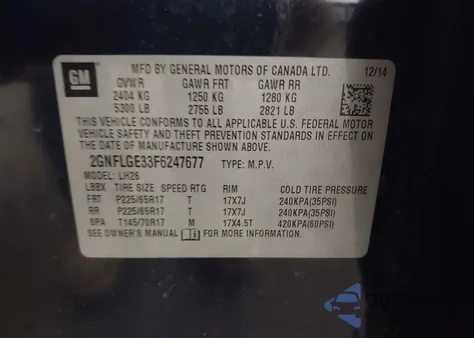 GM
MFD BY GENERAL MOTORS OF CANADA LTD. 12/14
GVWR GAWR FRT GAWR RR
2404 KG 1250 KG 1280 KG
5300 LB 2755 LB 2821 LB
THIS VEHICLE CONFORMS TO ALL APPLICABLE U.S. FEDERAL MOTOR
VEHICLE SAFETY AND THEFT PREVENTION STANDARDS IN EFFECT ON
THE DATE OF MANUFACTURE SHOWN ABOVE.
2GNFLGE33F6247677 TYPE: M.P.V.
MODEL: LH26
LBBX TIRE SIZE SPEED RTG RIM COLD TIRE PRESSURE
FRT P225/65R17 T 17X7J 240KPA(35PSI)
RR P225/65R17 T 17X7J 240KPA(35PSI)
SPA T145/70R17 M 17X4.5T 420KPA(60PSI)
SEE OWNER'S MANUAL FOR MORE INFORMATION.